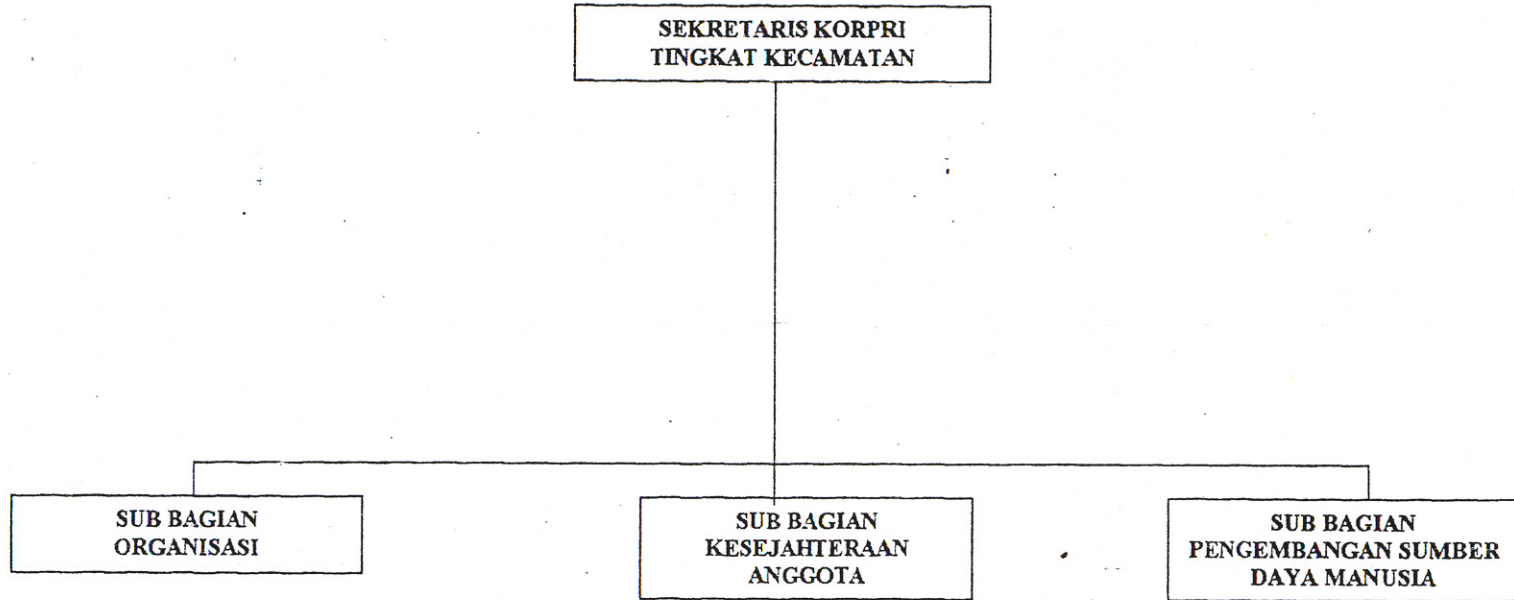 SEKRETARIS KORPRI
TINGKAT KECAMATAN
SUB BAGIAN
ORGANISASI
SUB BAGIAN
KESEJAHTERAAN
ANGGOTA
SUB BAGIAN
PENGEMBANGAN SUMBER
DAYA MANUSIA